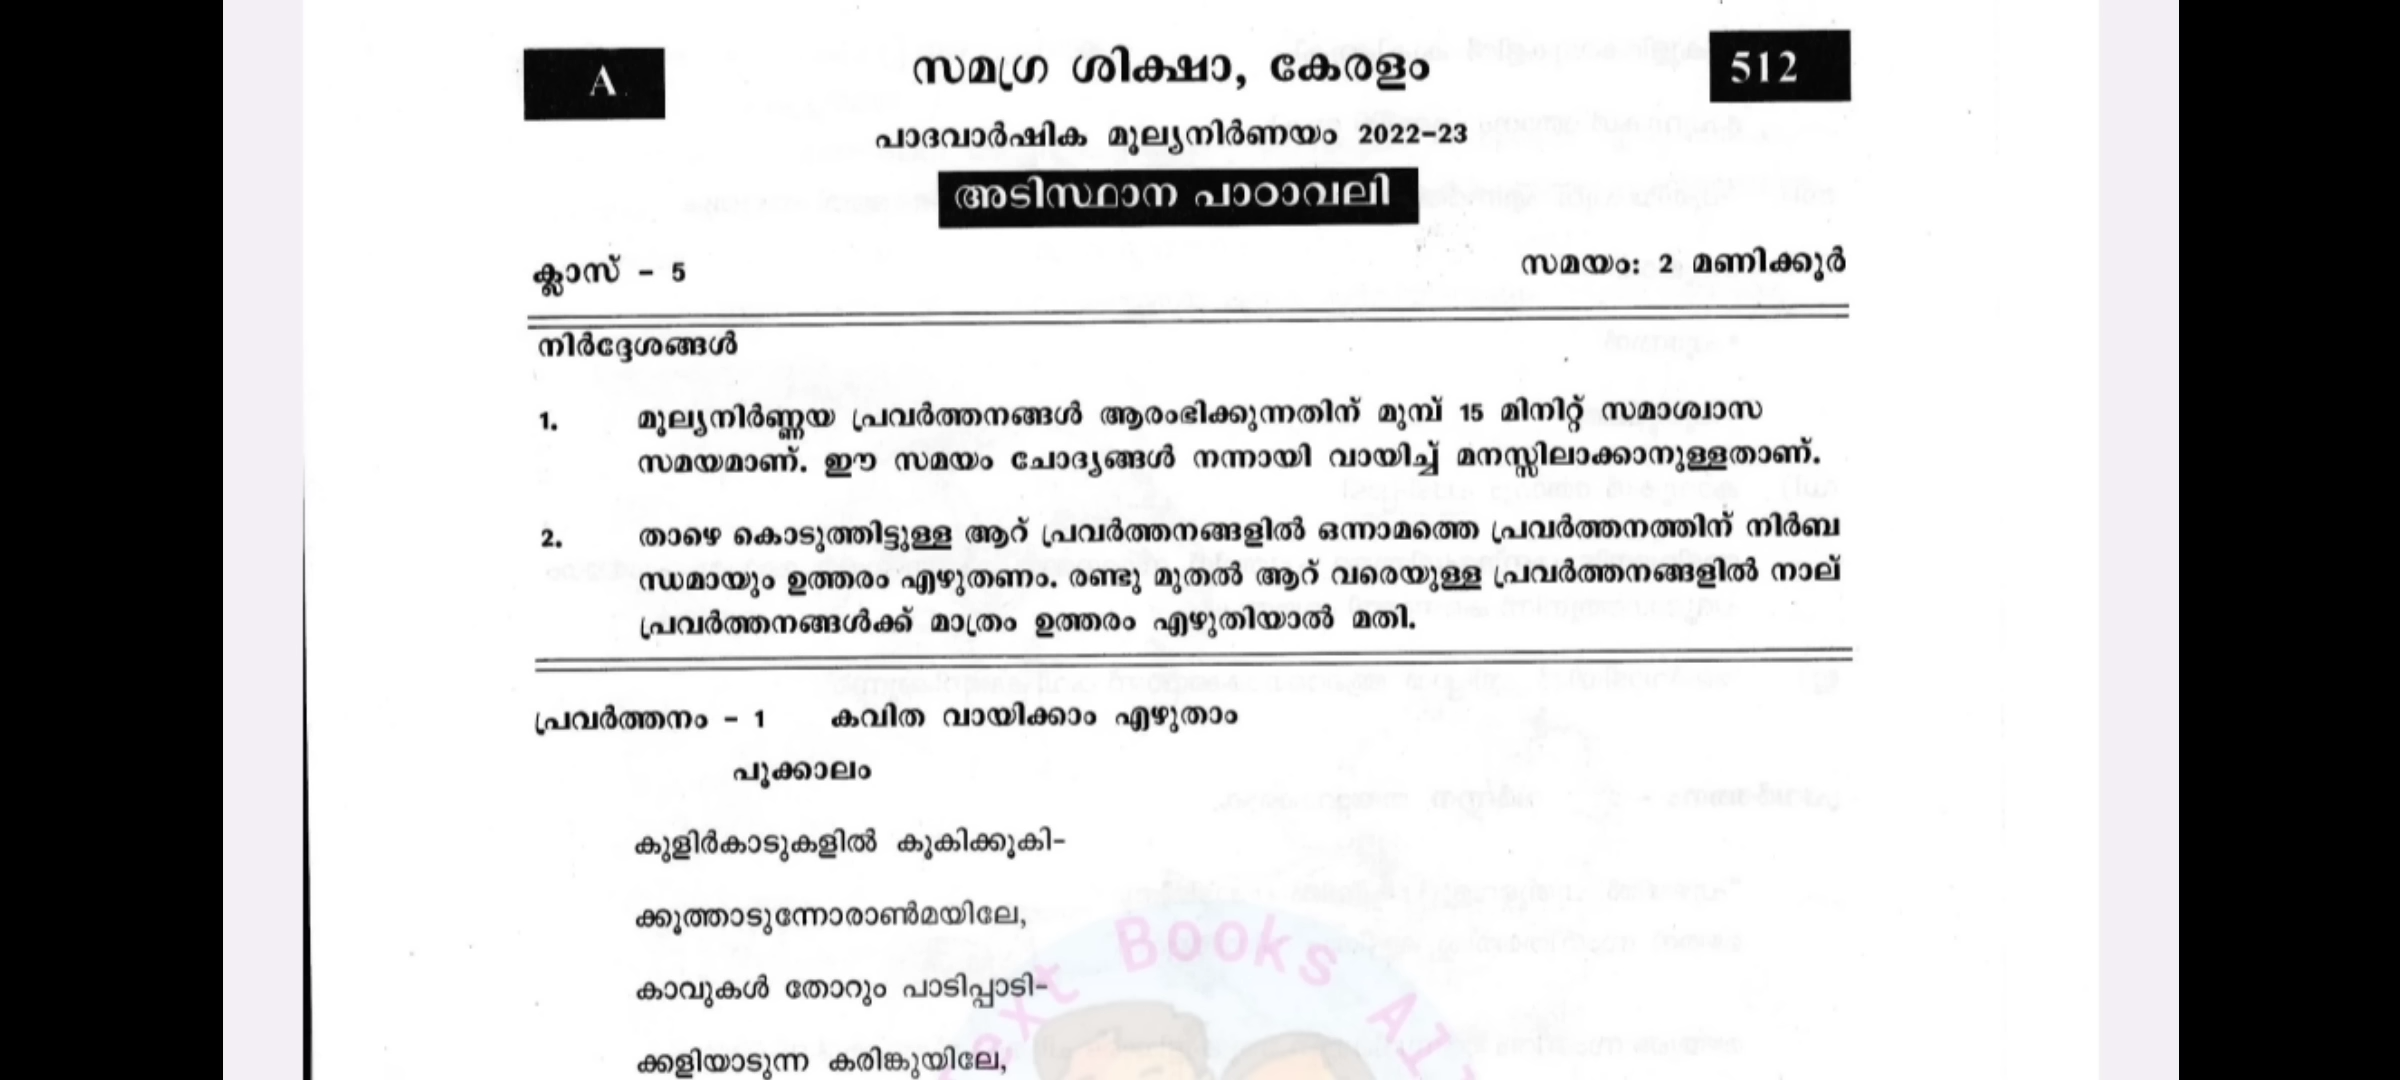 A
സമഗ്ര ശിക്ഷാ, കേരളം
512
പാദവാർഷിക മൂല്യനിർണയം 2022-23
അടിസ്ഥാന പാഠാവലി
ക്ലാസ് - 5
സമയം: 2 മണിക്കൂർ
നിർദ്ദേശങ്ങൾ
1. മൂല്യനിർണ്ണയ പ്രവർത്തനങ്ങൾ ആരംഭിക്കുന്നതിന് മുമ്പ് 15 മിനിറ്റ് സമാശ്വാസ
സമയമാണ്. ഈ സമയം ചോദ്യങ്ങൾ നന്നായി വായിച്ച് മനസ്സിലാക്കാനുള്ളതാണ്.
2. താഴെ കൊടുത്തിട്ടുള്ള ആറ് പ്രവർത്തനങ്ങളിൽ ഒന്നാമത്തെ പ്രവർത്തനത്തിന് നിർബ
ന്ധമായും ഉത്തരം എഴുതണം. രണ്ടു മുതൽ ആറ് വരെയുള്ള പ്രവർത്തനങ്ങളിൽ നാല്
പ്രവർത്തനങ്ങൾക്ക് മാത്രം ഉത്തരം എഴുതിയാൽ മതി.
പ്രവർത്തനം - 1 കവിത വായിക്കാം എഴുതാം
പൂക്കാലം
കുളിർകാടുകളിൽ കൂകിക്കൂകി-
ക്കൂത്താടുന്നോരാൺമയിലേ,
കാവുകൾ തോറും പാടിപ്പാടി-
ക്കളിയാടുന്ന കരിങ്കുയിലേ,
Books